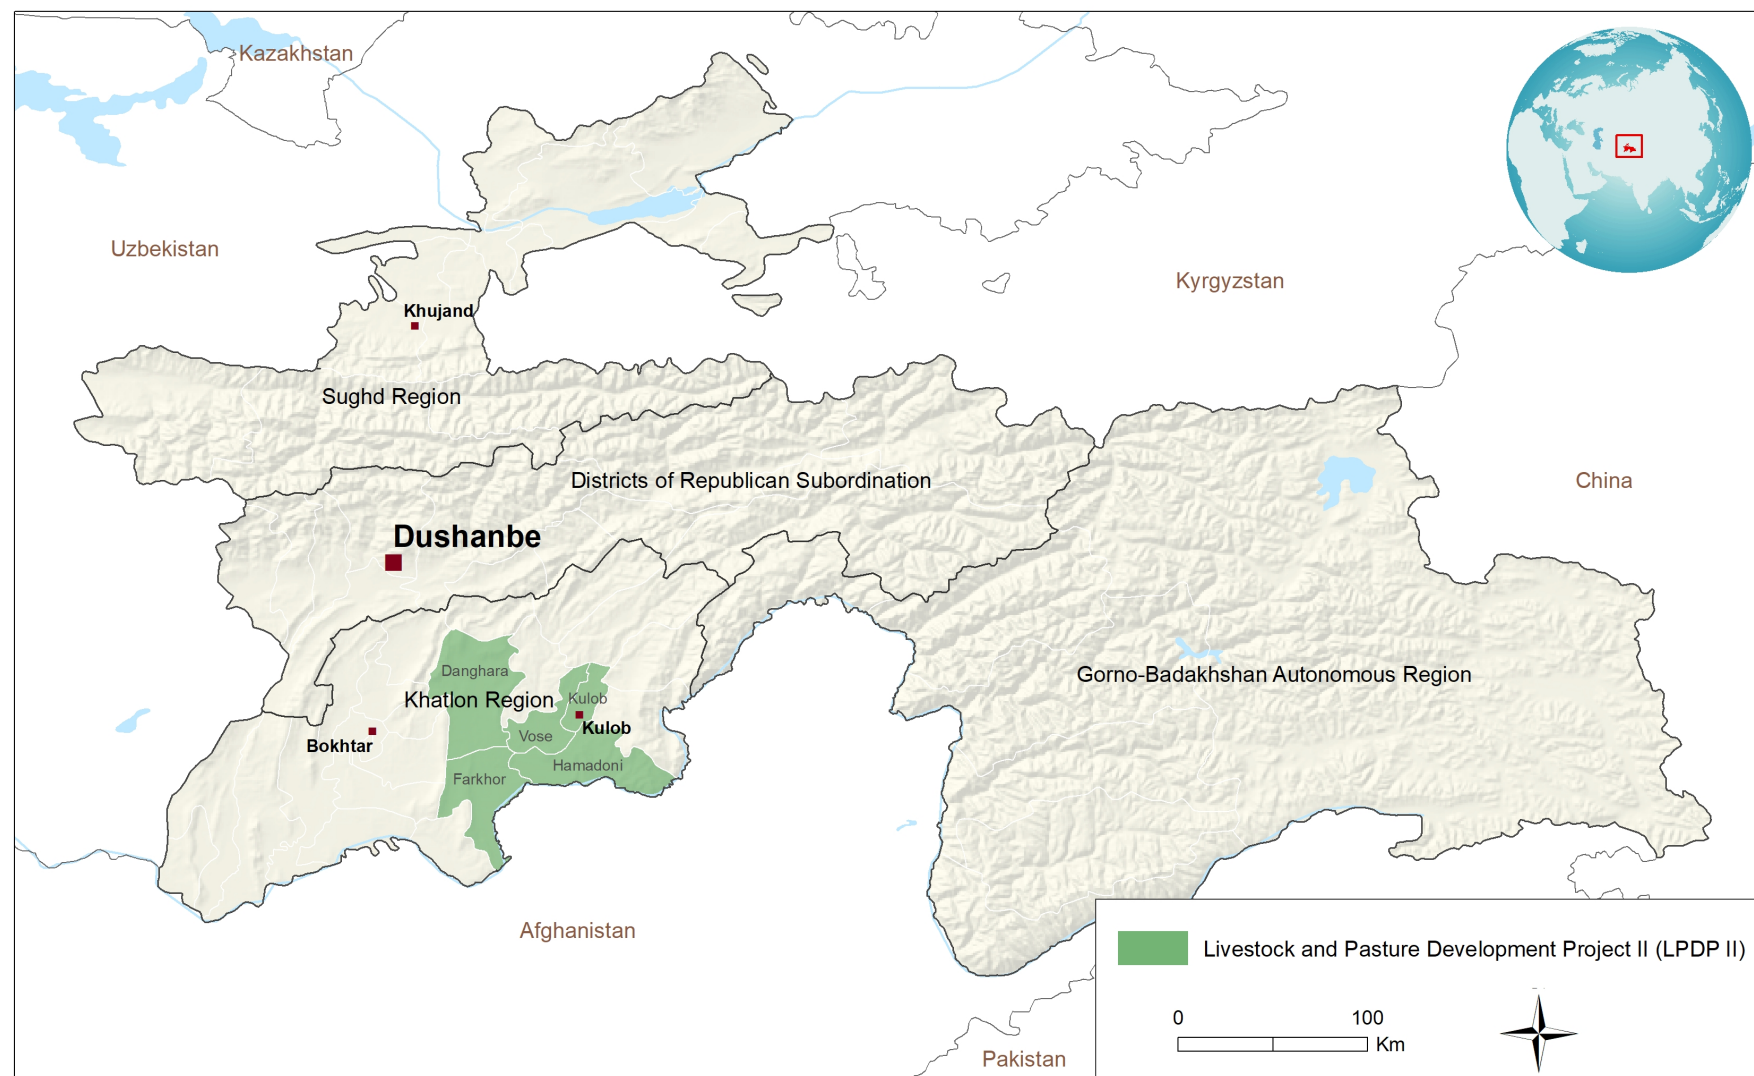 Kazakhstan
Uzbekistan
Kyrgyzstan
Khujand
Sughd Region
Districts of Republican Subordination
China
Dushanbe
Danghara
Gorno-Badakhshan Autonomous Region
Khatlon Region
Kulob
Kulob
Vose
Bokhtar
Hamadoni
Farkhor
Afghanistan
Livestock and Pasture Development Project II (LPDP II)
0 100
Km
Pakistan